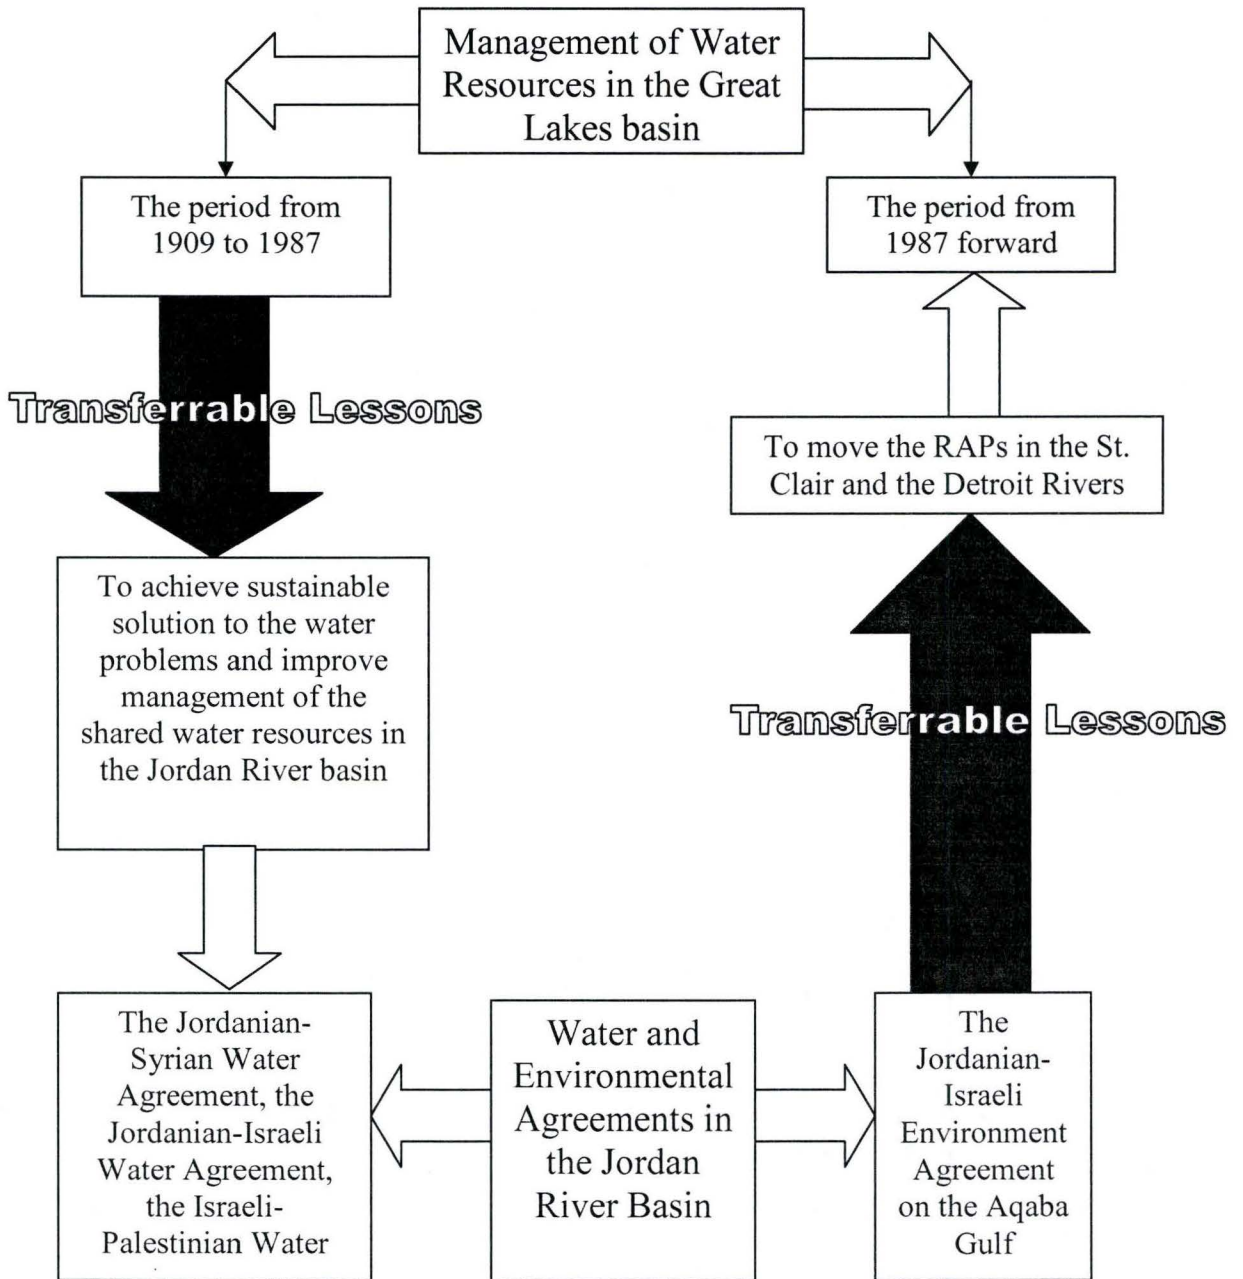 Management of Water
Resources in the Great
Lakes basin
The period from
1909 to 1987
The period from
1987 forward
Transferrable Lessons
To move the RAPs in the St.
Clair and the Detroit Rivers
To achieve sustainable
solution to the water
problems and improve
management of the
shared water resources in
the Jordan River basin
Transferrable Lessons
The Jordanian-
Syrian Water
Agreement, the
Jordanian-Israeli
Water Agreement,
the Israeli-
Palestinian Water
Water and
Environmental
Agreements in
the Jordan
River Basin
The
Jordanian-
Israeli
Environment
Agreement
on the Aqaba
Gulf